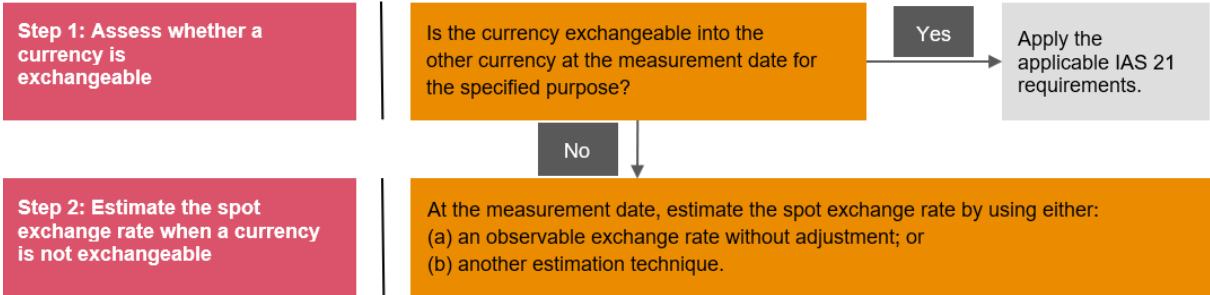 Step 1: Assess whether a
currency is
exchangeable
Is the currency exchangeable into the
other currency at the measurement date for
the specified purpose?
Yes
Apply the
applicable IAS 21
requirements.
No
Step 2: Estimate the spot
exchange rate when a currency
is not exchangeable
At the measurement date, estimate the spot exchange rate by using either:
(a) an observable exchange rate without adjustment; or
(b) another estimation technique.